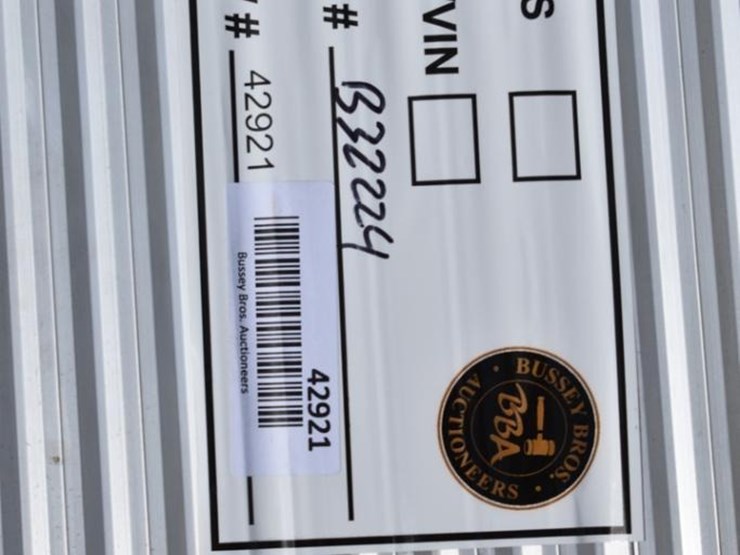 S
VIN
# B32224
# 42921
42921
Bussey Bros. Auctioneers
BUSSEY BROS.
BBA
AUCTIONEERS